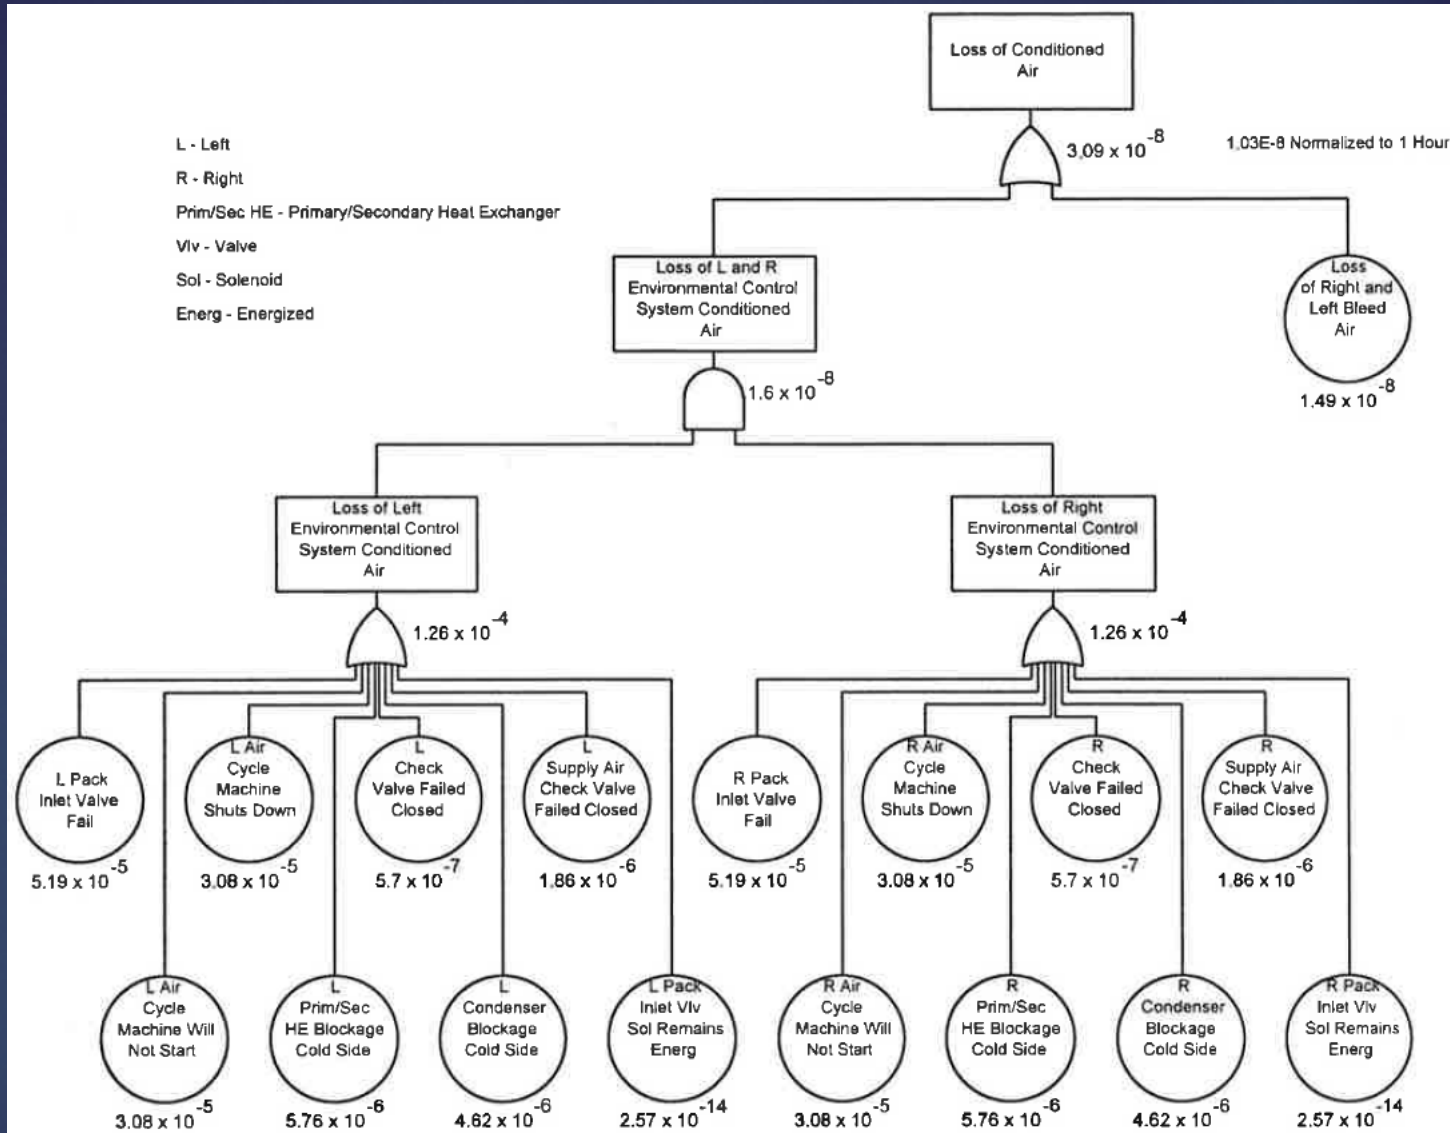 Loss of Conditioned
Air
3.09 x 10^-8
1.03E-8 Normalized to 1 Hour
L - Left
R - Right
Prim/Sec HE - Primary/Secondary Heat Exchanger
Vlv - Valve
Sol - Solenoid
Energ - Energized
Loss of L and R
Environmental Control
System Conditioned
Air
1.6 x 10^-8
Loss
of Right and
Left Bleed
Air
1.49 x 10^-8
Loss of Left
Environmental Control
System Conditioned
Air
1.26 x 10^-4
Loss of Right
Environmental Control
System Conditioned
Air
1.26 x 10^-4
L Pack
Inlet Valve
Fail
5.19 x 10^-5
L Air
Cycle
Machine
Shuts Down
3.08 x 10^-5
L
Check
Valve Failed
Closed
5.7 x 10^-7
L
Supply Air
Check Valve
Failed Closed
1.86 x 10^-6
R Pack
Inlet Valve
Fail
5.19 x 10^-5
R Air
Cycle
Machine
Shuts Down
3.08 x 10^-5
R
Check
Valve Failed
Closed
5.7 x 10^-7
R
Supply Air
Check Valve
Failed Closed
1.86 x 10^-6
L Air
Cycle
Machine Will
Not Start
3.08 x 10^-5
L
Prim/Sec
HE Blockage
Cold Side
5.76 x 10^-6
L
Condenser
Blockage
Cold Side
4.62 x 10^-6
L Pack
Inlet Vlv
Sol Remains
Energ
2.57 x 10^-14
R Air
Cycle
Machine Will
Not Start
3.08 x 10^-5
R
Prim/Sec
HE Blockage
Cold Side
5.76 x 10^-6
R
Condenser
Blockage
Cold Side
4.62 x 10^-6
R Pack
Inlet Vlv
Sol Remains
Energ
2.57 x 10^-14